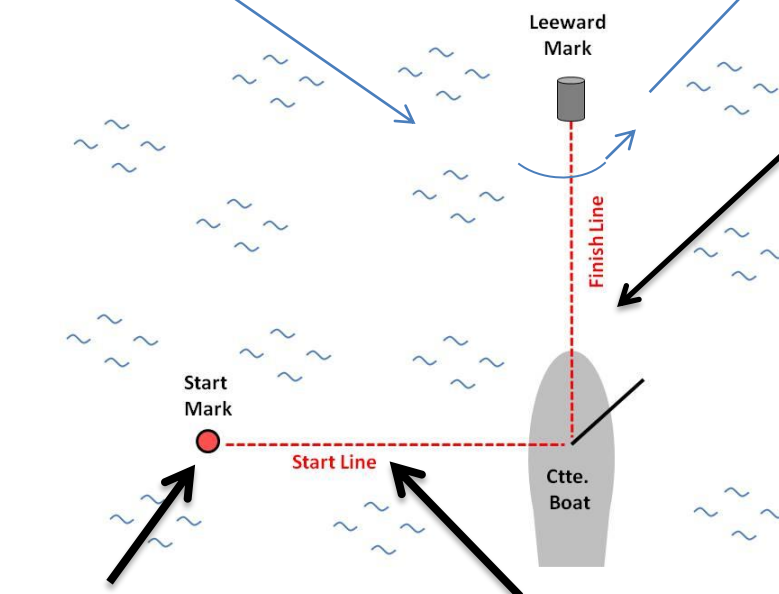 Leeward
Mark
Finish Line
Start
Mark
Start Line
Ctte.
Boat